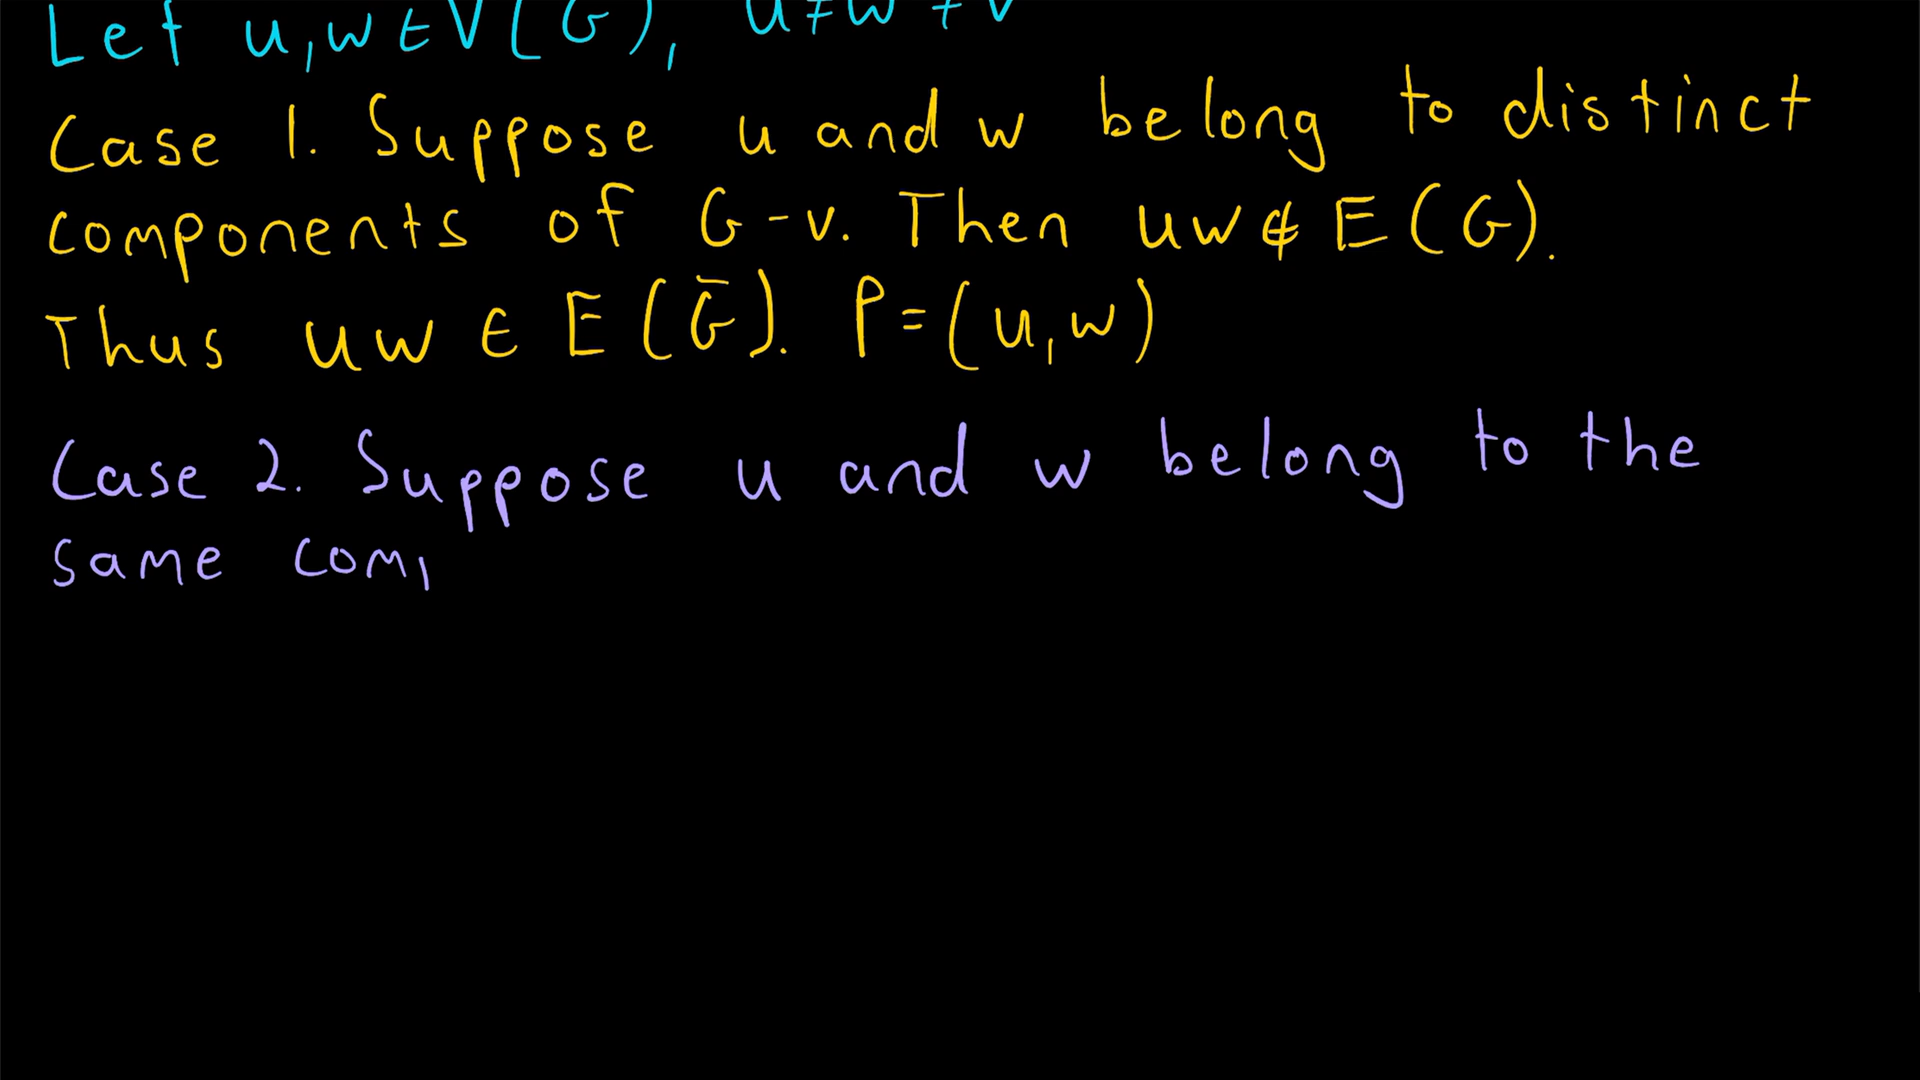 Let u,w ∈ V(G), u ≠ w ≠ v
Case 1. Suppose u and w belong to distinct
components of G-v. Then uw ∉ E(G).
Thus uw ∈ E(Ḡ). P=(u,w)
Case 2. Suppose u and w belong to the
same com